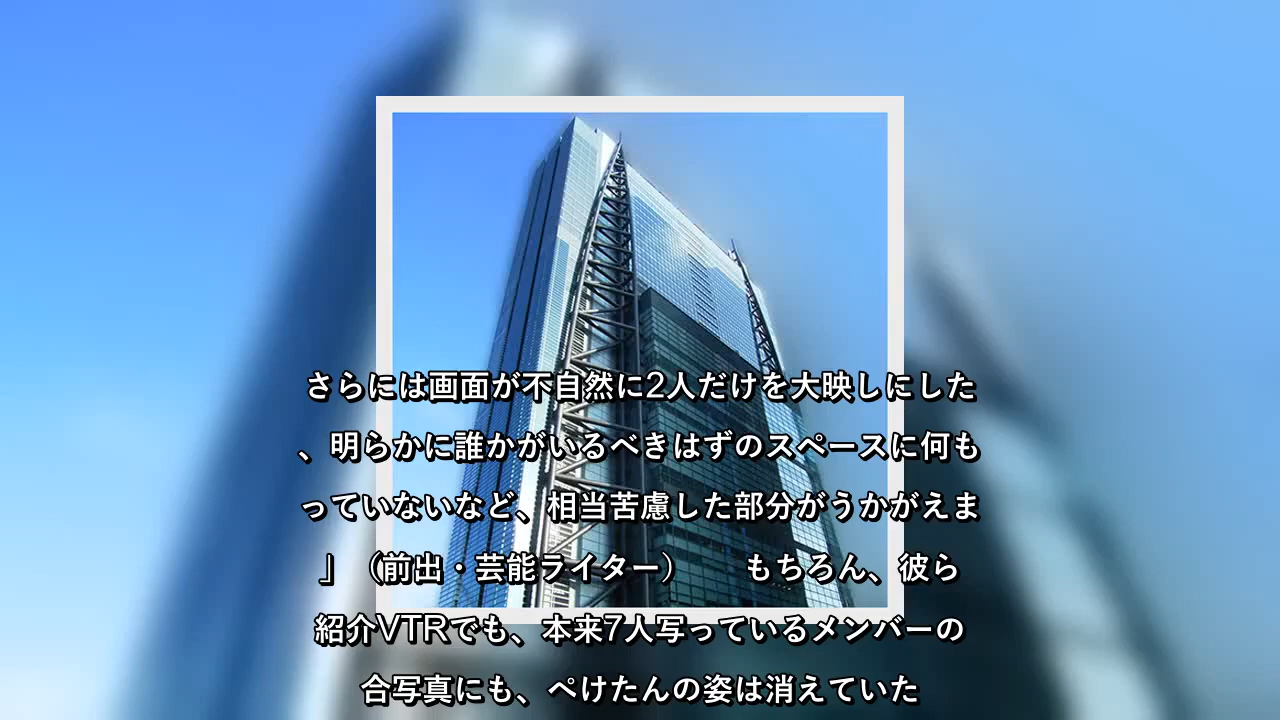 さらには画面が不自然に2人だけを大映しにした
、明らかに誰かがいるべきはずのスペースに何も
っていないなど、相当苦慮した部分がうかがえま
」（前出・芸能ライター）　　もちろん、彼ら
紹介VTRでも、本来7人写っているメンバーの
合写真にも、ぺけたんの姿は消えていた